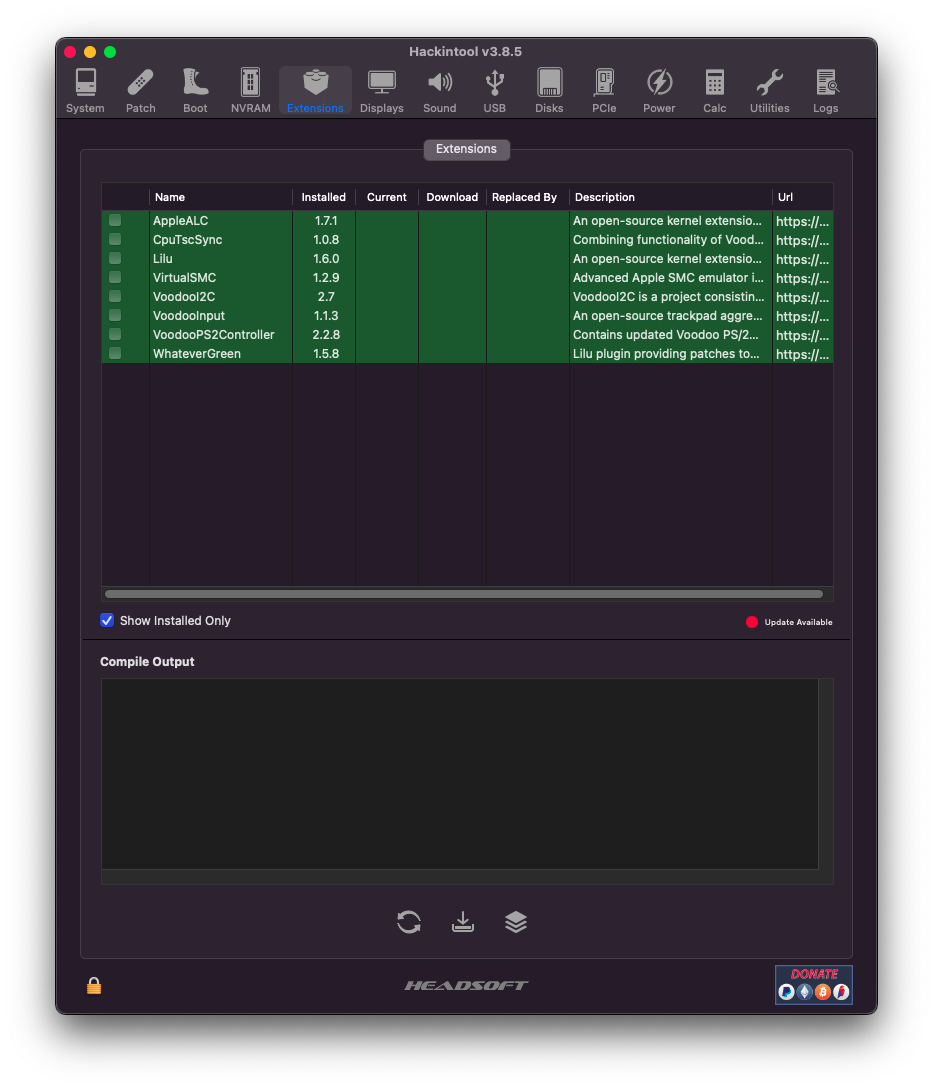 Hackintool v3.8.5
System Patch Boot NVRAM Extensions Displays Sound USB Disks PCIe Power Calc Utilities Logs
Extensions
Name Installed Current Download Replaced By Description Url
AppleALC 1.7.1 An open-source kernel extensio... https://...
CpuTscSync 1.0.8 Combining functionality of Vood... https://...
Lilu 1.6.0 An open-source kernel extensio... https://...
VirtualSMC 1.2.9 Advanced Apple SMC emulator i... https://...
VoodooI2C 2.7 VoodooI2C is a project consistin... https://...
VoodooInput 1.1.3 An open-source trackpad aggre... https://...
VoodooPS2Controller 2.2.8 Contains updated Voodoo PS/2... https://...
WhateverGreen 1.5.8 Lilu plugin providing patches to... https://...
Show Installed Only
Update Available
Compile Output
HEADSOFT
DONATE